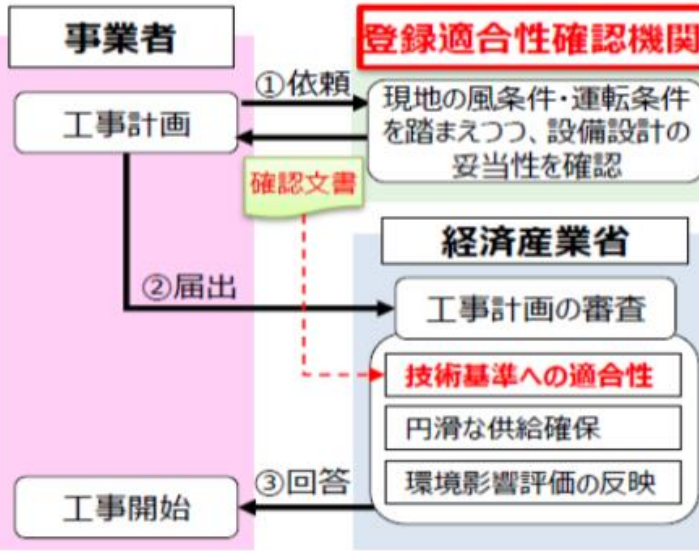 事業者
登録適合性確認機関
①依頼
工事計画
現地の風条件・運転条件
を踏まえつつ、設備設計の
妥当性を確認
確認文書
経済産業省
②届出
工事計画の審査
技術基準への適合性
円滑な供給確保
環境影響評価の反映
③回答
工事開始